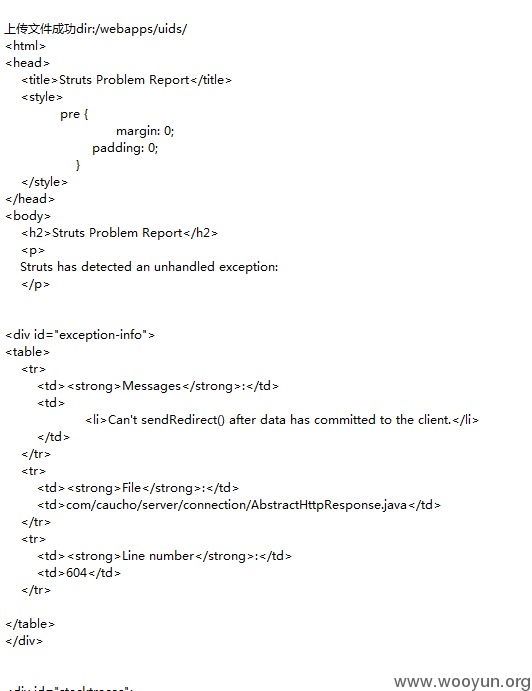 上传文件成功dir:/webapps/uids/
<html>
<head>
<title>Struts Problem Report</title>
<style>
pre {
margin: 0;
padding: 0;
}
</style>
</head>
<body>
<h2>Struts Problem Report</h2>
<p>
Struts has detected an unhandled exception:
</p>
<div id="exception-info">
<table>
<tr>
<td><strong>Messages</strong>:</td>
<td>
<li>Can't sendRedirect() after data has committed to the client.</li>
</td>
</tr>
<tr>
<td><strong>File</strong>:</td>
<td>com/caucho/server/connection/AbstractHttpResponse.java</td>
</tr>
<tr>
<td><strong>Line number</strong>:</td>
<td>604</td>
</tr>
</table>
</div>
www.wooyun.org